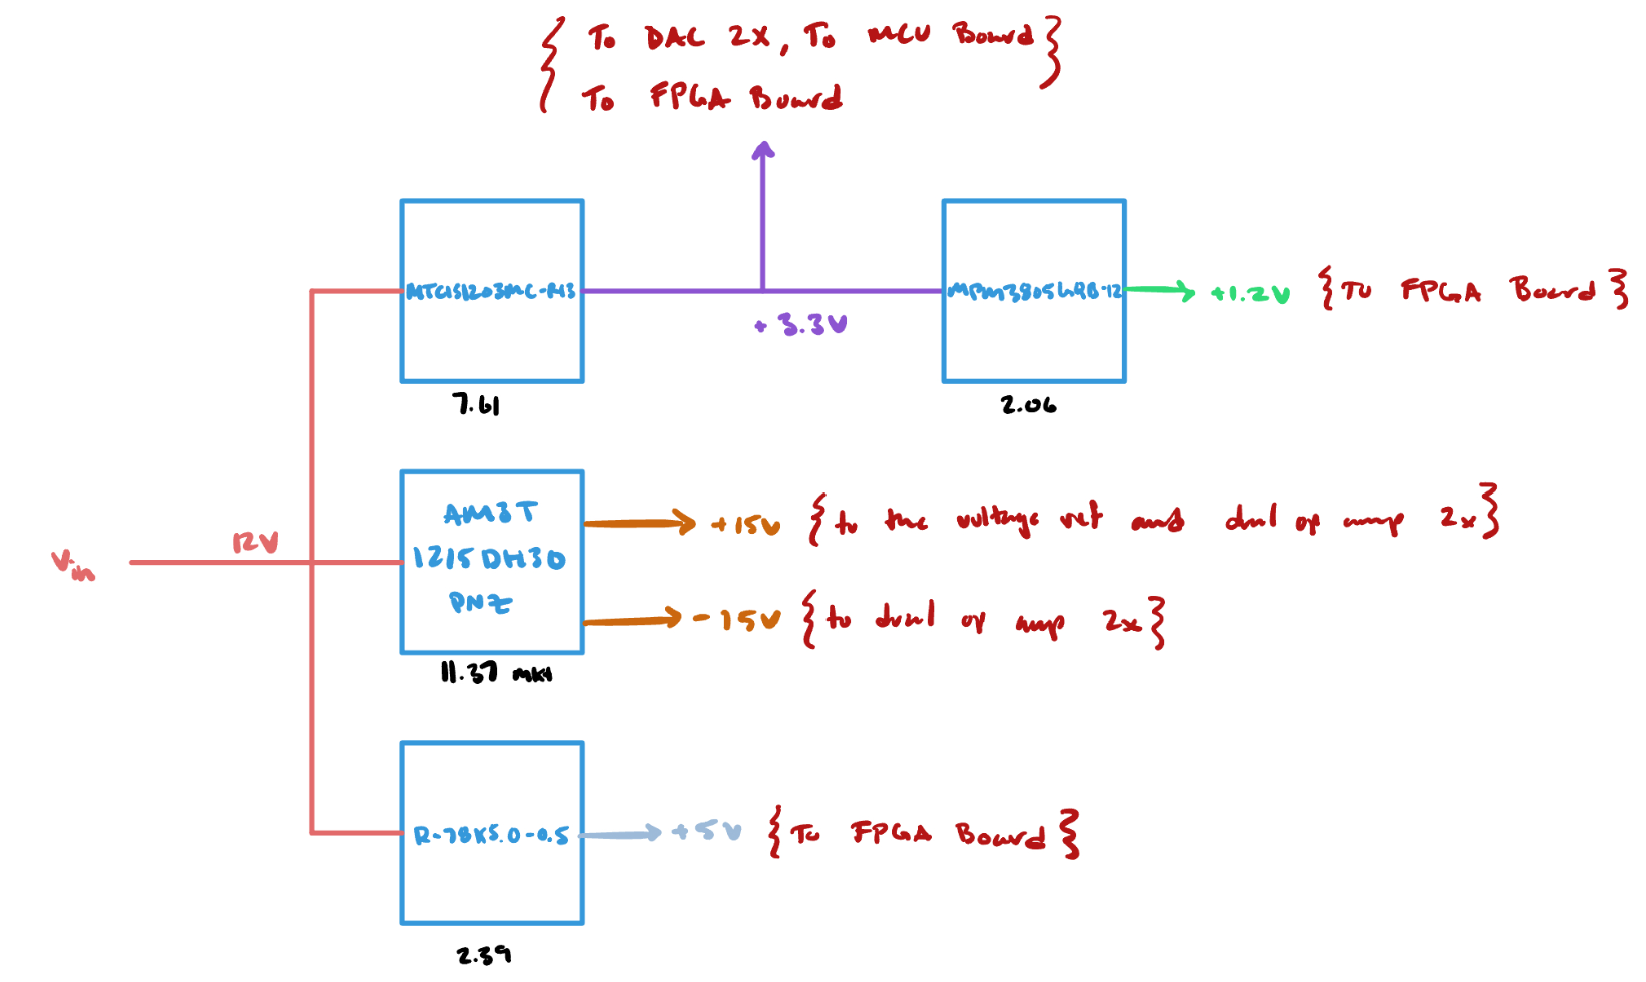 To DAC 2X, To MCU Board
To FPGA Board
MTC1S1203MC-R13
+3.3V
+1.2V
{To FPGA Board}
7.61
2.06
Vin
12V
AM3T
1215DH30
PNZ
+15V
{to the voltage ref and dual op amp 2x}
-15V
{to dual op amp 2x}
11.37
R-78K5.0-0.5
+5V
{To FPGA Board}
2.39